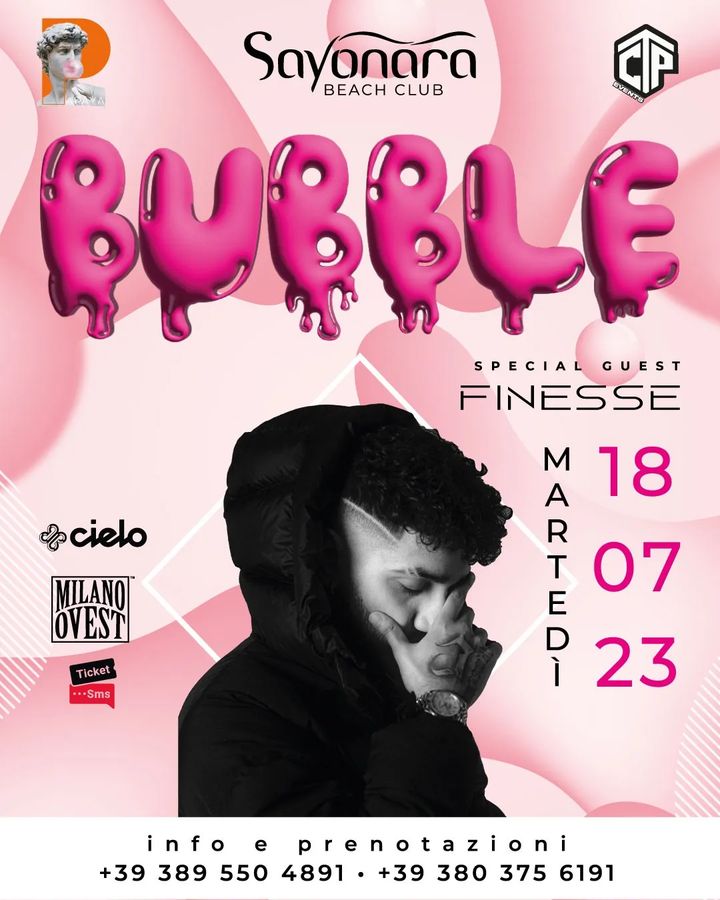 P
Sayonara
BEACH CLUB
CTP
EVENTS
BUBBLE
SPECIAL GUEST
FINESSE
MARTEDÌ
18
07
23
cielo
MILANO
OVEST™
Ticket
Sms
info e prenotazioni
+39 389 550 4891 • +39 380 375 6191